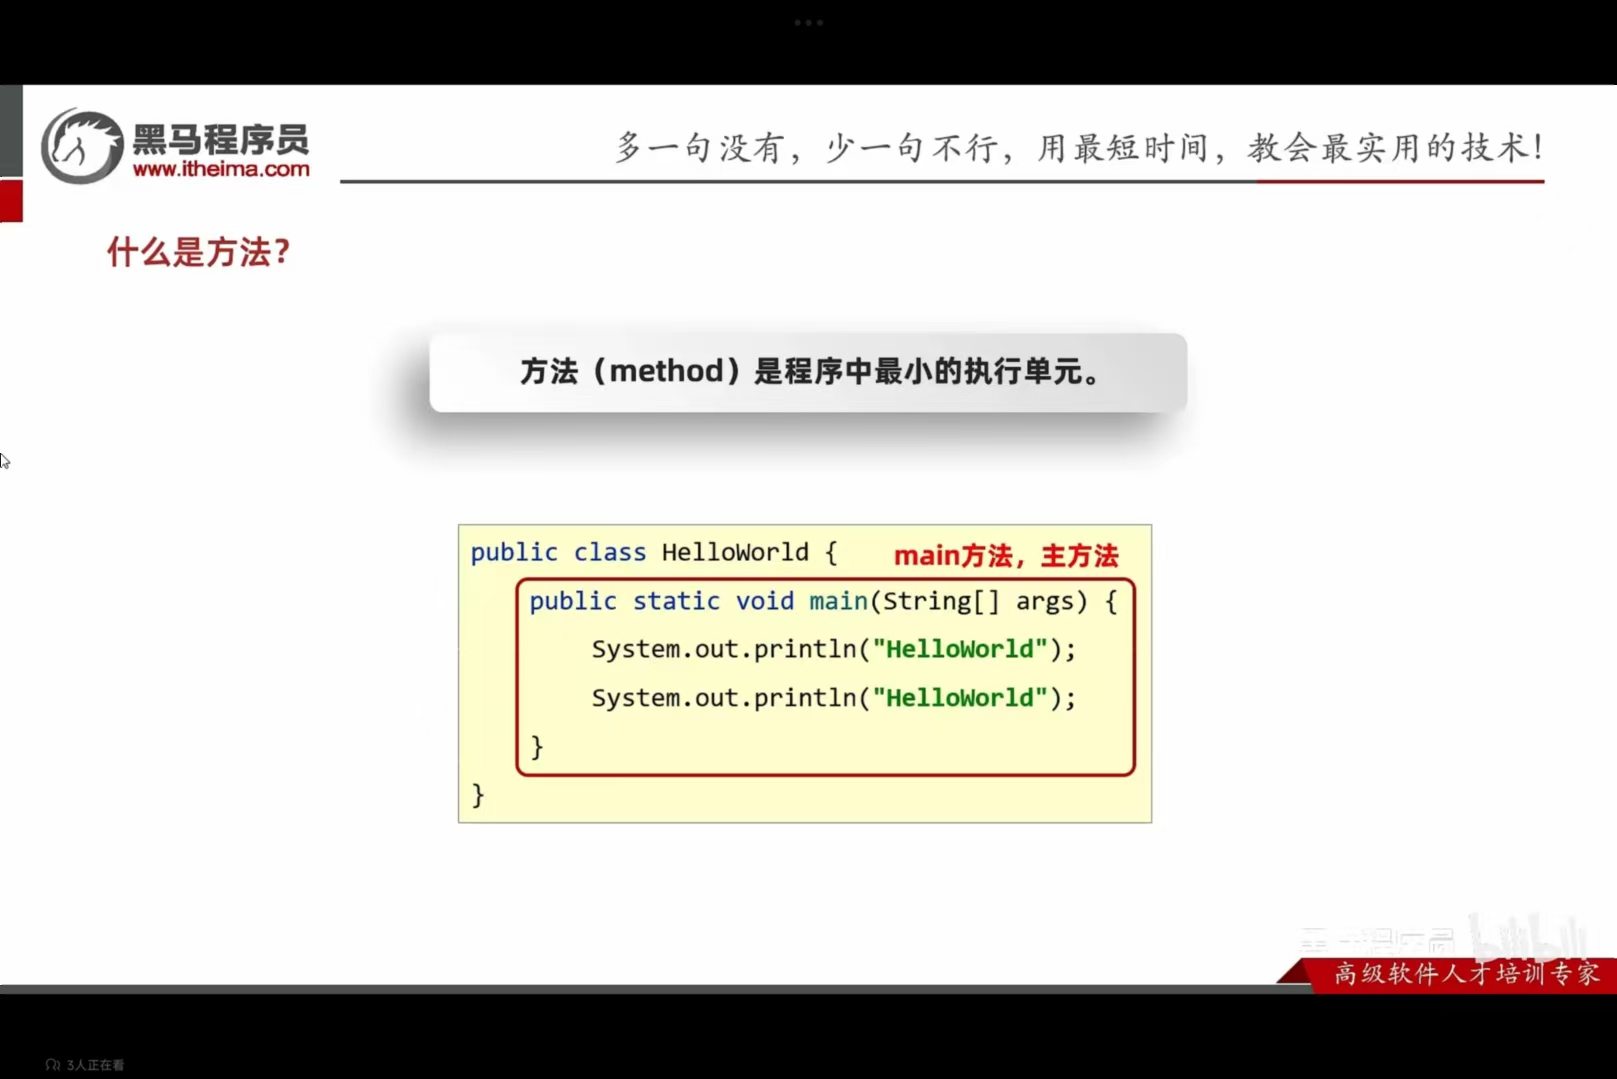 黑马程序员
www.itheima.com
多一句没有，少一句不行，用最短时间，教会最实用的技术！
什么是方法？
方法（method）是程序中最小的执行单元。
public class HelloWorld {
main方法，主方法
public static void main(String[] args) {
System.out.println("HelloWorld");
System.out.println("HelloWorld");
}
}
黑马程序员
bilibili
高级软件人才培训专家
3人正在看